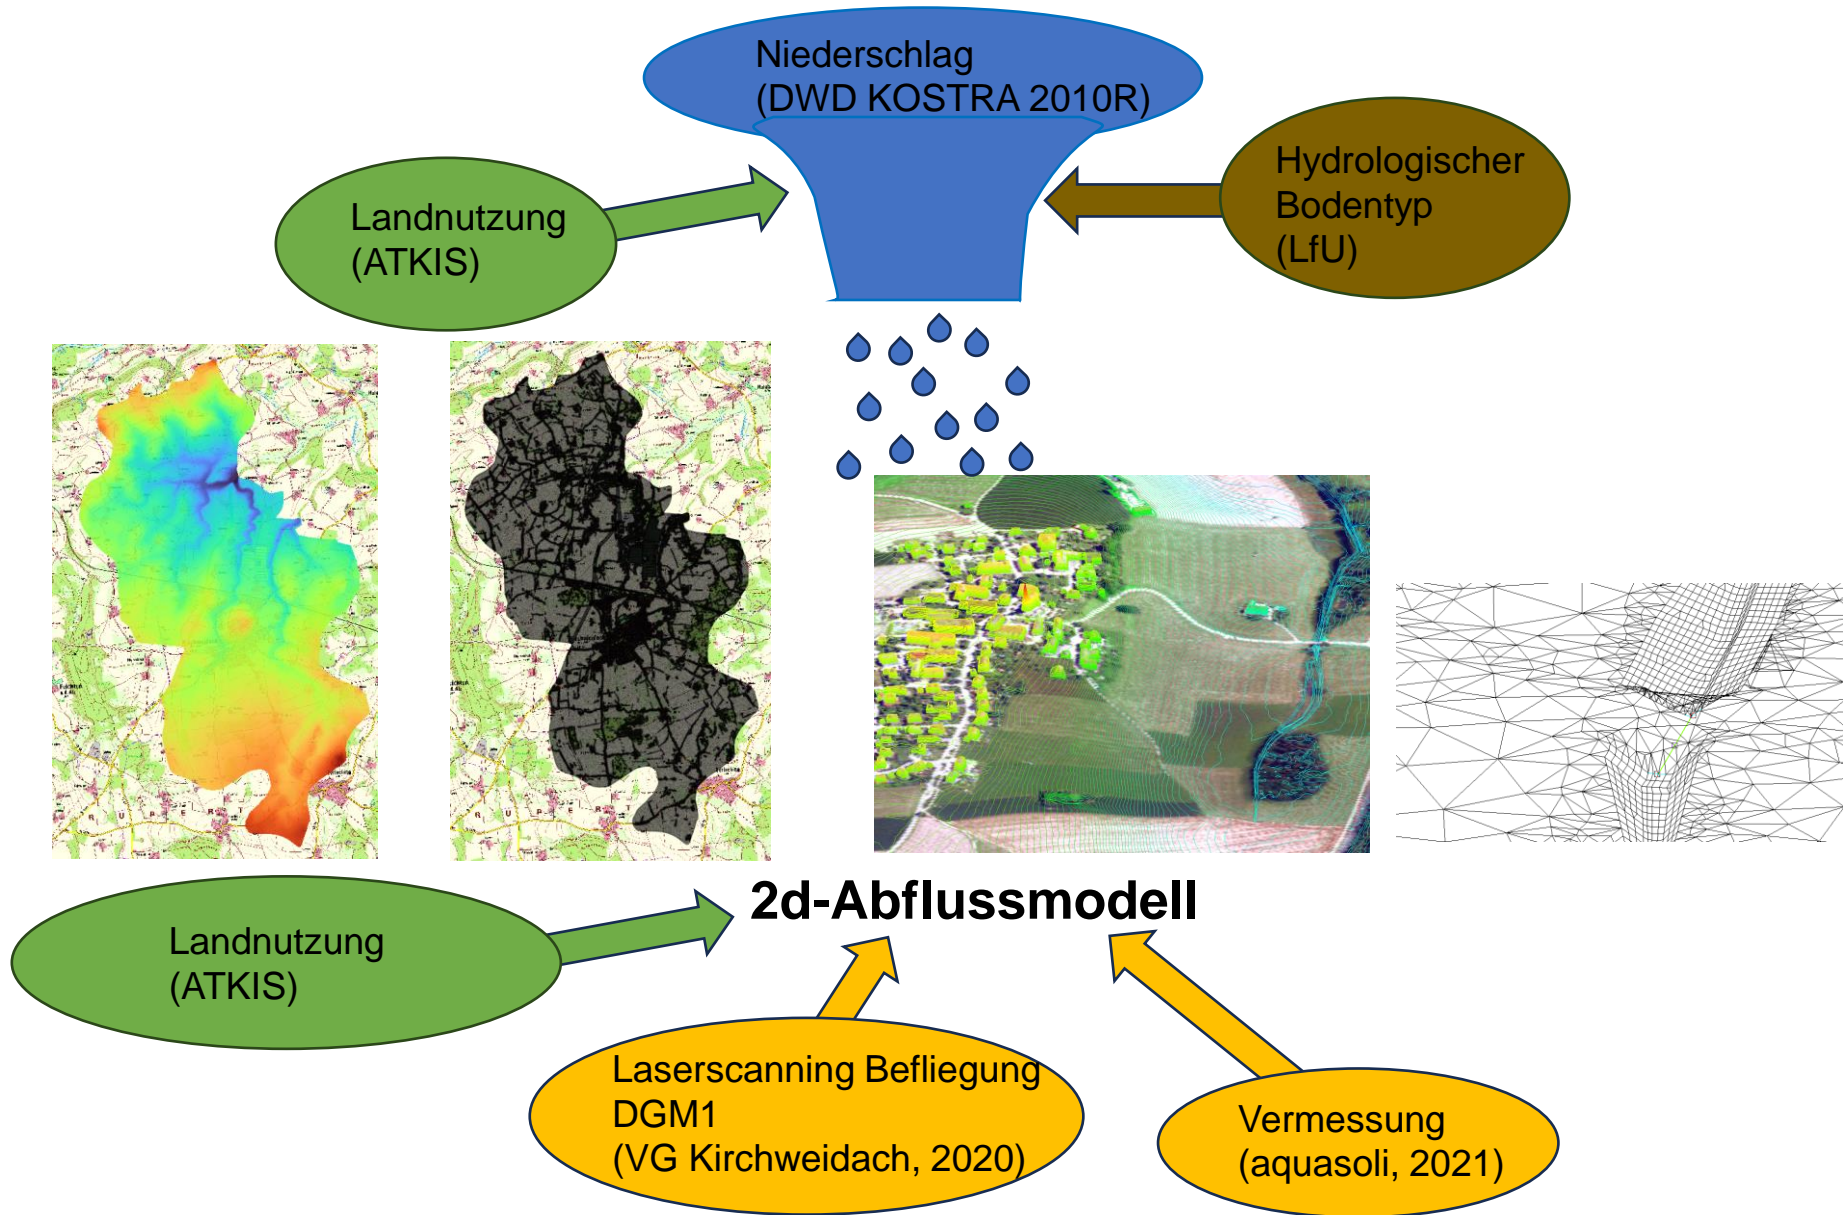 Niederschlag
(DWD KOSTRA 2010R)
Landnutzung
(ATKIS)
Hydrologischer
Bodentyp
(LfU)
2d-Abflussmodell
Landnutzung
(ATKIS)
Laserscanning Befliegung
DGM1
(VG Kirchweidach, 2020)
Vermessung
(aquasoli, 2021)